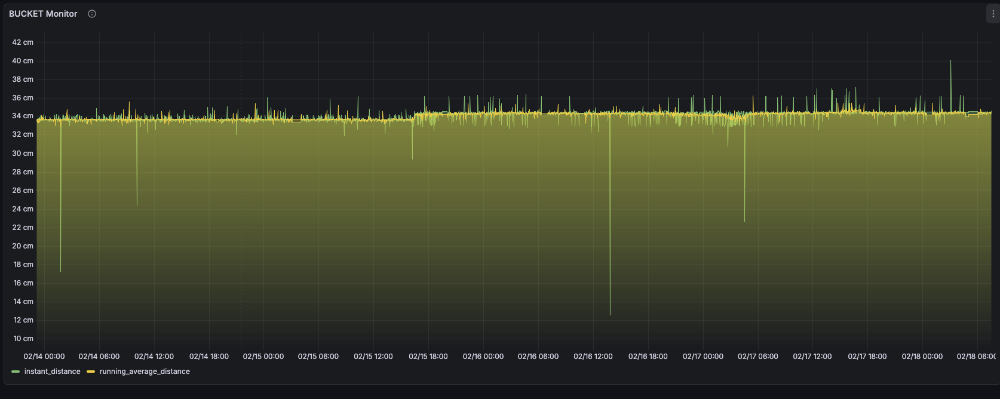 BUCKET Monitor
42 cm
40 cm
38 cm
36 cm
34 cm
32 cm
30 cm
28 cm
26 cm
24 cm
22 cm
20 cm
18 cm
16 cm
14 cm
12 cm
10 cm
02/14 00:00 02/14 06:00 02/14 12:00 02/14 18:00 02/15 00:00 02/15 06:00 02/15 12:00 02/15 18:00 02/16 00:00 02/16 06:00 02/16 12:00 02/16 18:00 02/17 00:00 02/17 06:00 02/17 12:00 02/17 18:00 02/18 00:00 02/18 06:00
instant_distance running_average_distance